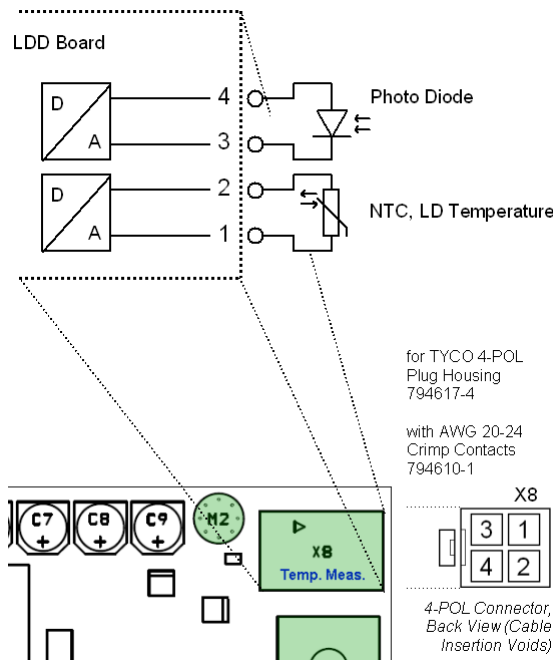 LDD Board
D
A
4
3
Photo Diode
D
A
2
1
NTC, LD Temperature
for TYCO 4-POL
Plug Housing
794617-4
with AWG 20-24
Crimp Contacts
794610-1
X8
3 1
4 2
4-POL Connector,
Back View (Cable
Insertion Voids)
C7
C8
C9
M2
X8
Temp. Meas.
+
+
+